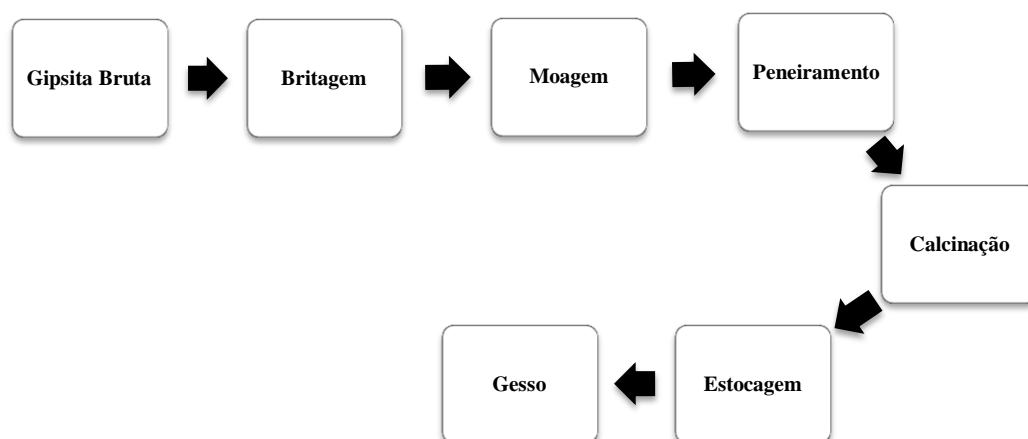 Gipsita Bruta
Britagem
Moagem
Peneiramento
Calcinação
Estocagem
Gesso